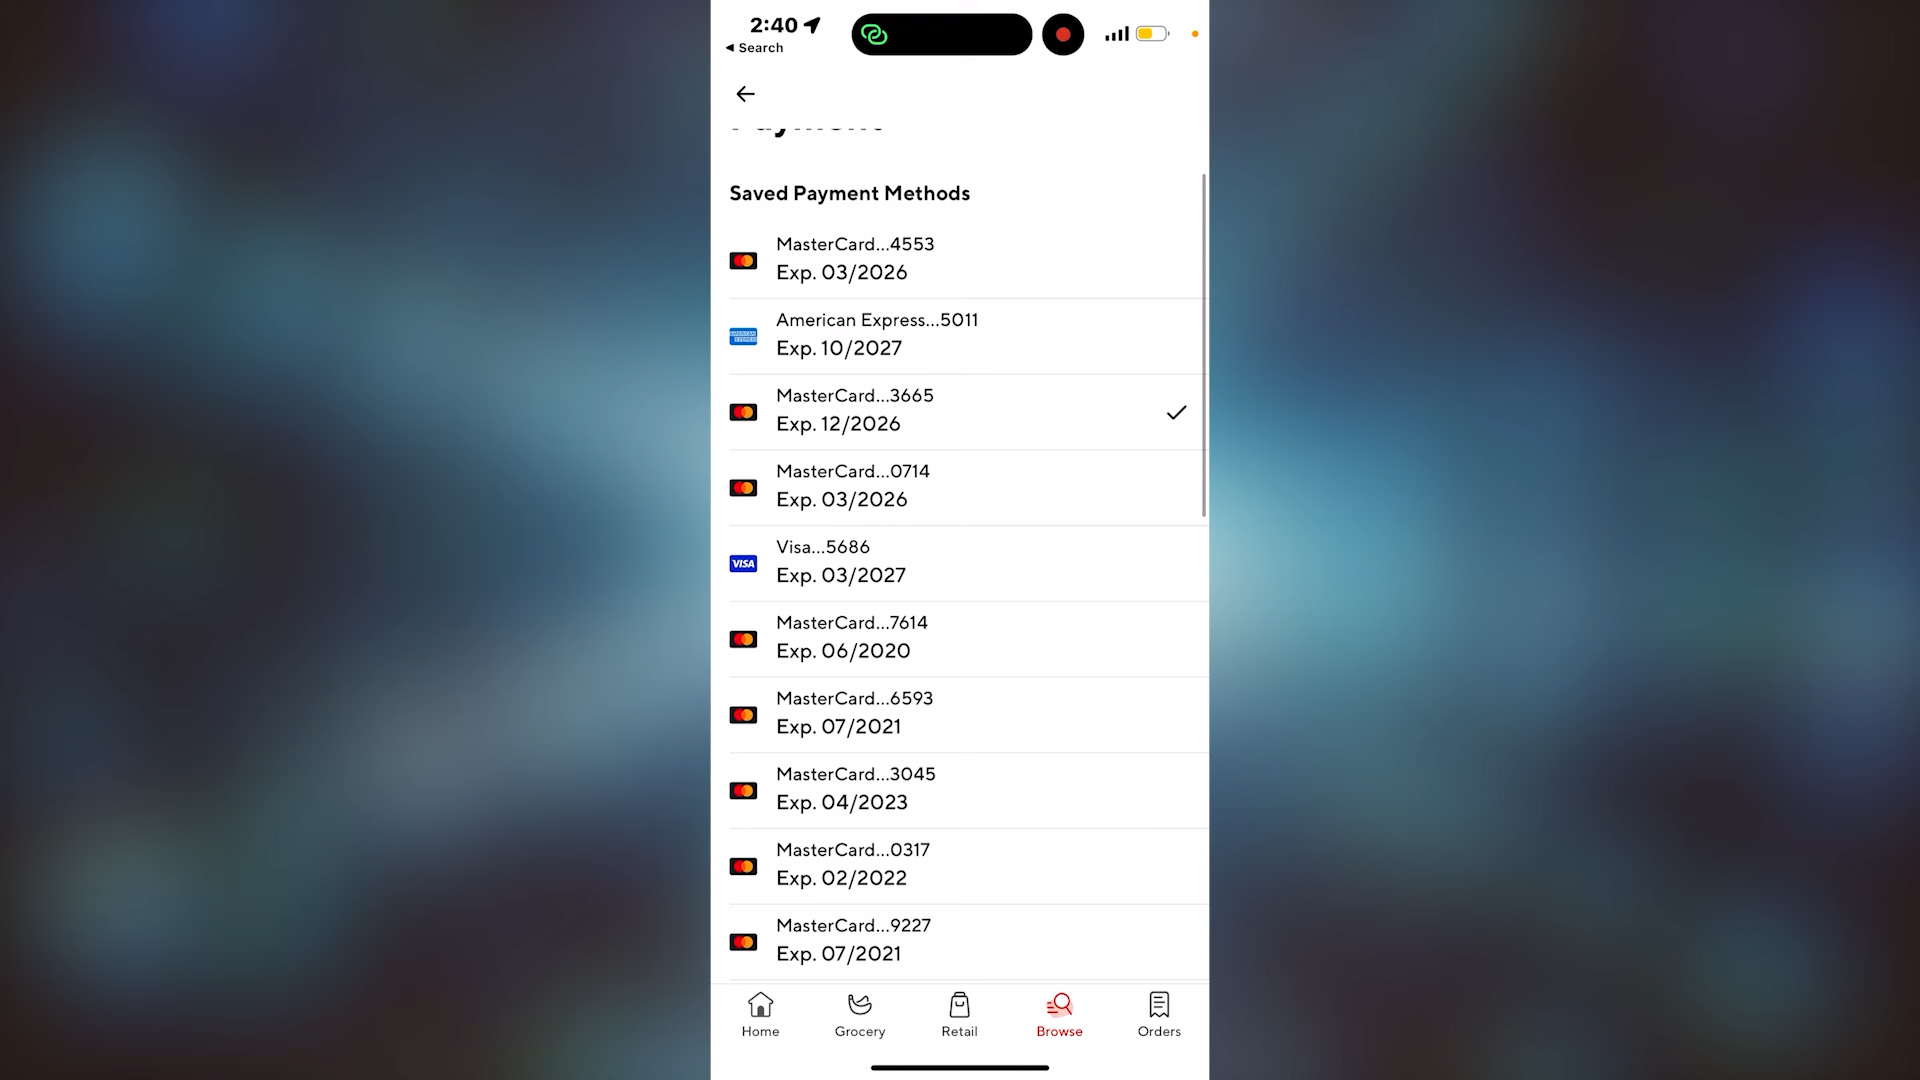 2:40
◀ Search
Saved Payment Methods
MasterCard...4553
Exp. 03/2026
American Express...5011
Exp. 10/2027
MasterCard...3665
Exp. 12/2026
MasterCard...0714
Exp. 03/2026
VISA
Visa...5686
Exp. 03/2027
MasterCard...7614
Exp. 06/2020
MasterCard...6593
Exp. 07/2021
MasterCard...3045
Exp. 04/2023
MasterCard...0317
Exp. 02/2022
MasterCard...9227
Exp. 07/2021
Home
Grocery
Retail
Browse
Orders